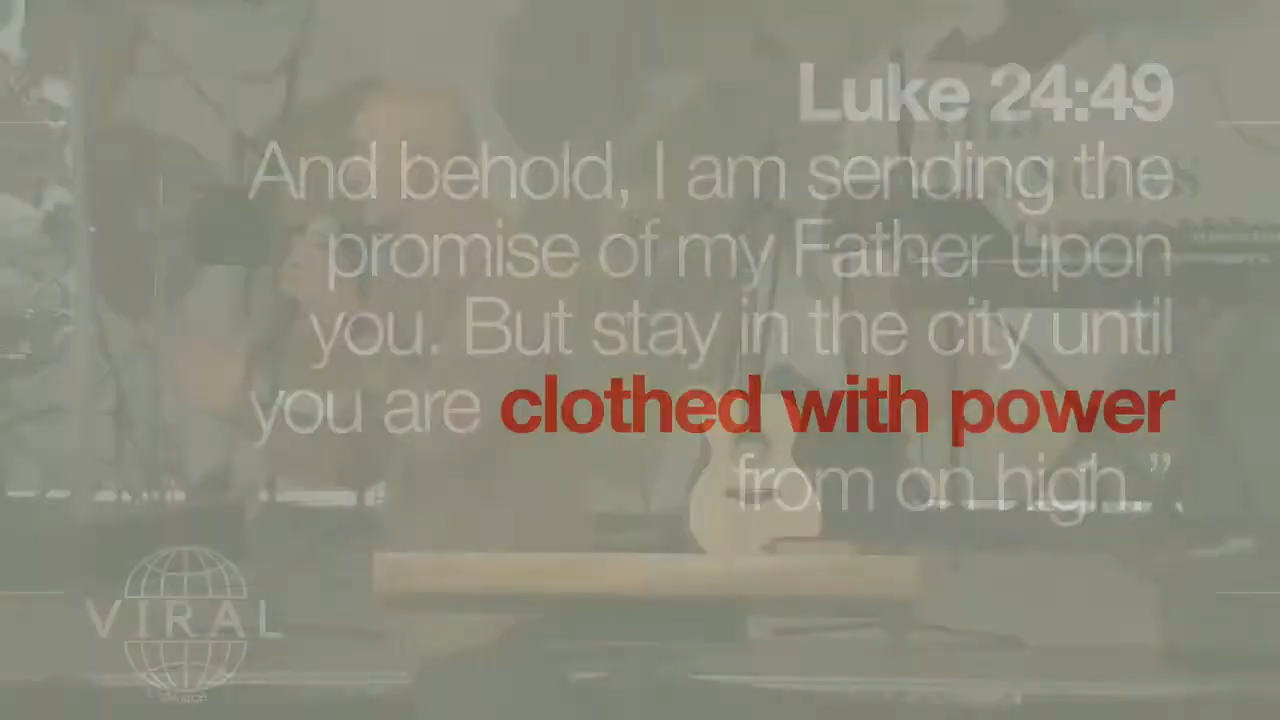 Luke 24:49
And behold, I am sending the
promise of my Father upon
you. But stay in the city until
you are clothed with power
from on high.”
VIRAL